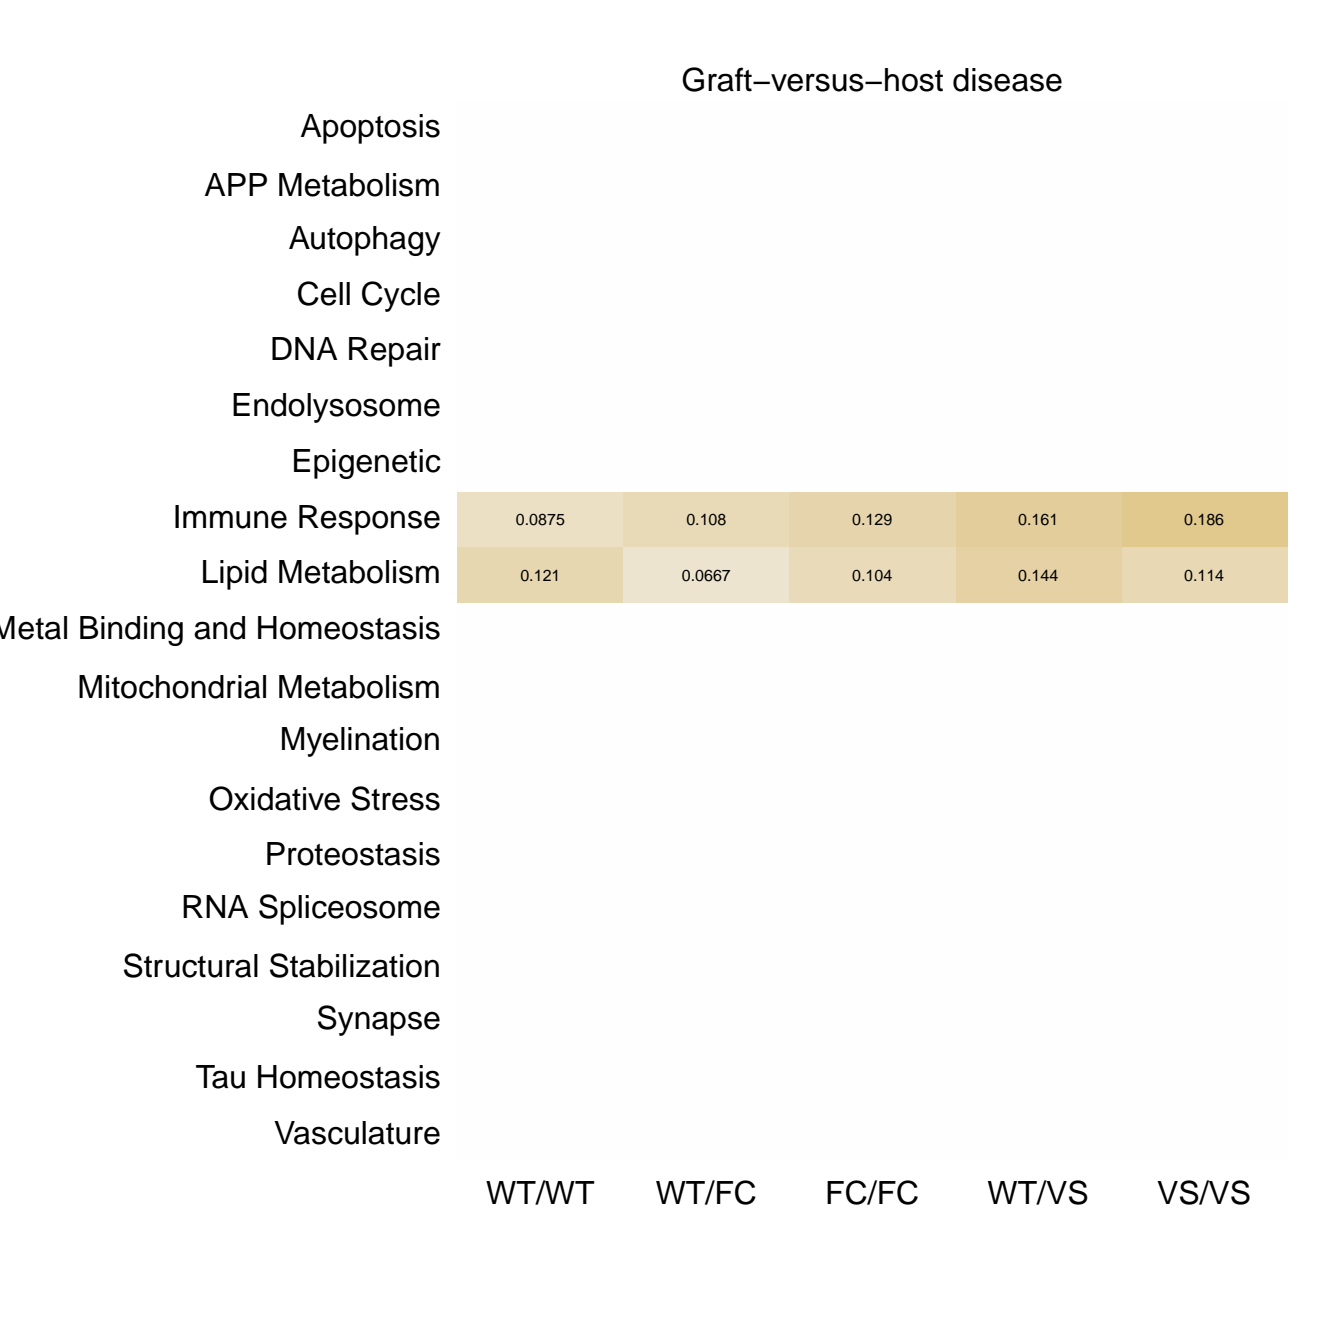 Graft−versus−host disease
Apoptosis
APP Metabolism
Autophagy
Cell Cycle
DNA Repair
Endolysosome
Epigenetic
Immune Response 0.0875 0.108 0.129 0.161 0.186
Lipid Metabolism 0.121 0.0667 0.104 0.144 0.114
Metal Binding and Homeostasis
Mitochondrial Metabolism
Myelination
Oxidative Stress
Proteostasis
RNA Spliceosome
Structural Stabilization
Synapse
Tau Homeostasis
Vasculature
WT/WT WT/FC FC/FC WT/VS VS/VS